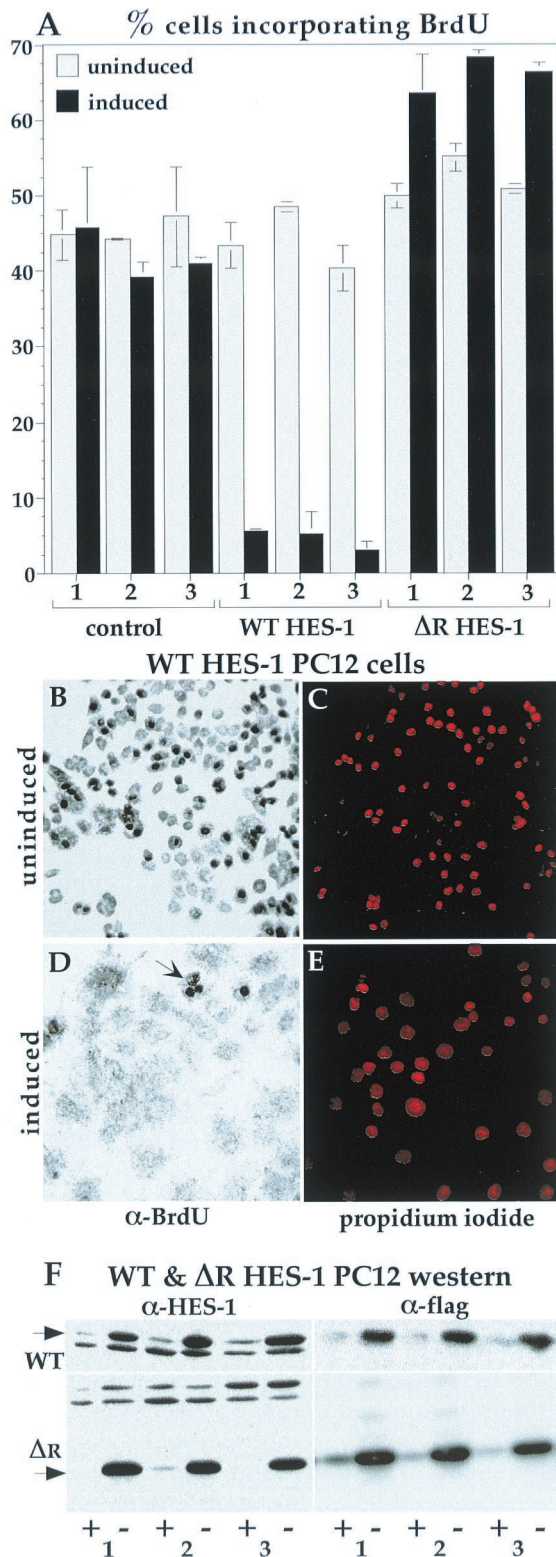 A % cells incorporating BrdU
70
uninduced
induced
60
50
40
30
20
10
0
1 2 3 1 2 3 1 2 3
control WT HES-1 ΔR HES-1
WT HES-1 PC12 cells
B C
uninduced
D E
induced
α-BrdU propidium iodide
F WT & ΔR HES-1 PC12 western
α-HES-1 α-flag
WT
ΔR
+ - + - + - + - + - + -
1 2 3 1 2 3